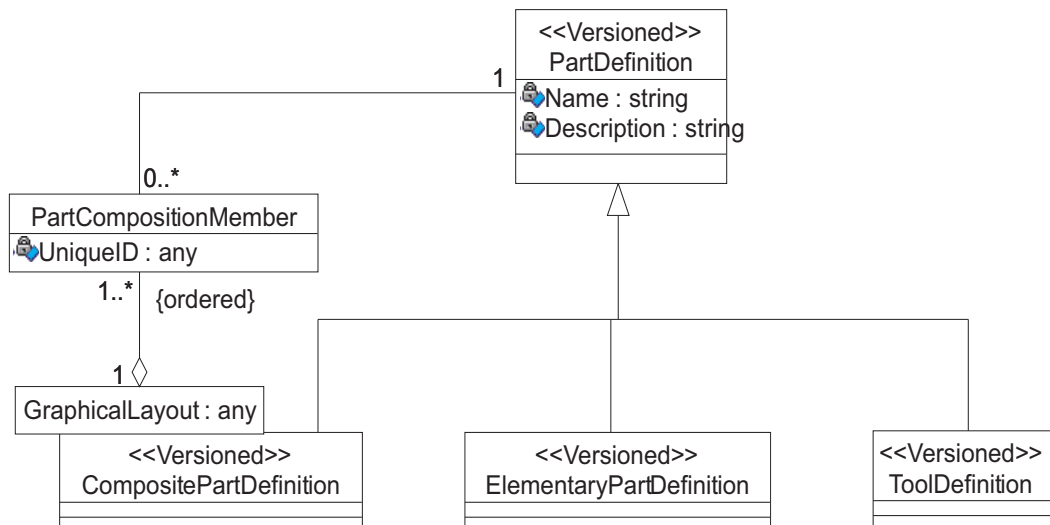 <<Versioned>>
PartDefinition
1
Name : string
Description : string
0..*
PartCompositionMember
UniqueID : any
1..*
{ordered}
1
GraphicalLayout : any
<<Versioned>>
CompositePartDefinition
<<Versioned>>
ElementaryPartDefinition
<<Versioned>>
ToolDefinition